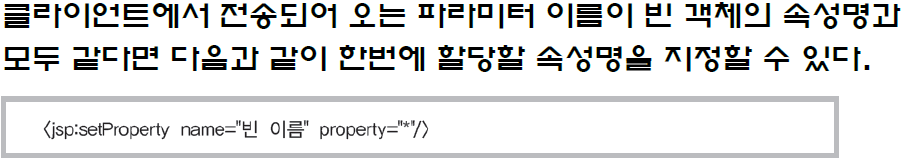 클라이언트에서 전송되어 오는 파라미터 이름이 빈 객체의 속성명과
모두 같다면 다음과 같이 한번에 할당할 속성명을 지정할 수 있다.
<jsp:setProperty name="빈 이름" property="*"/>